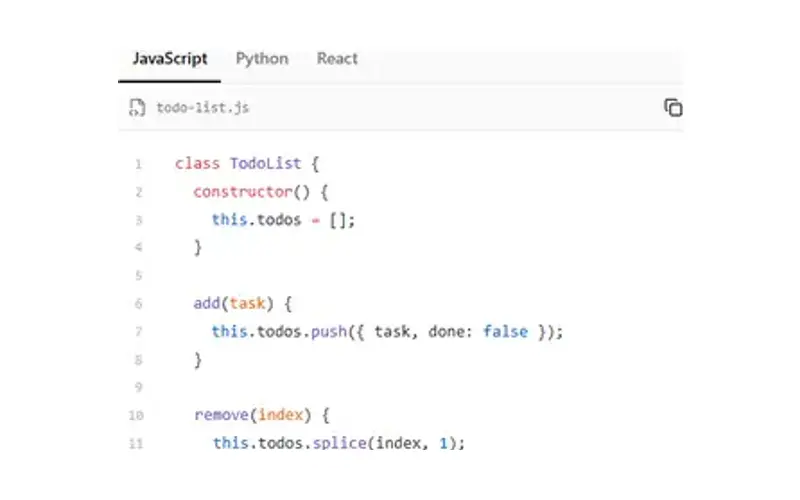 JavaScript Python React
todo-list.js
1 class TodoList {
2 constructor() {
3 this.todos = [];
4 }
5
6 add(task) {
7 this.todos.push({ task, done: false });
8 }
9
10 remove(index) {
11 this.todos.splice(index, 1);